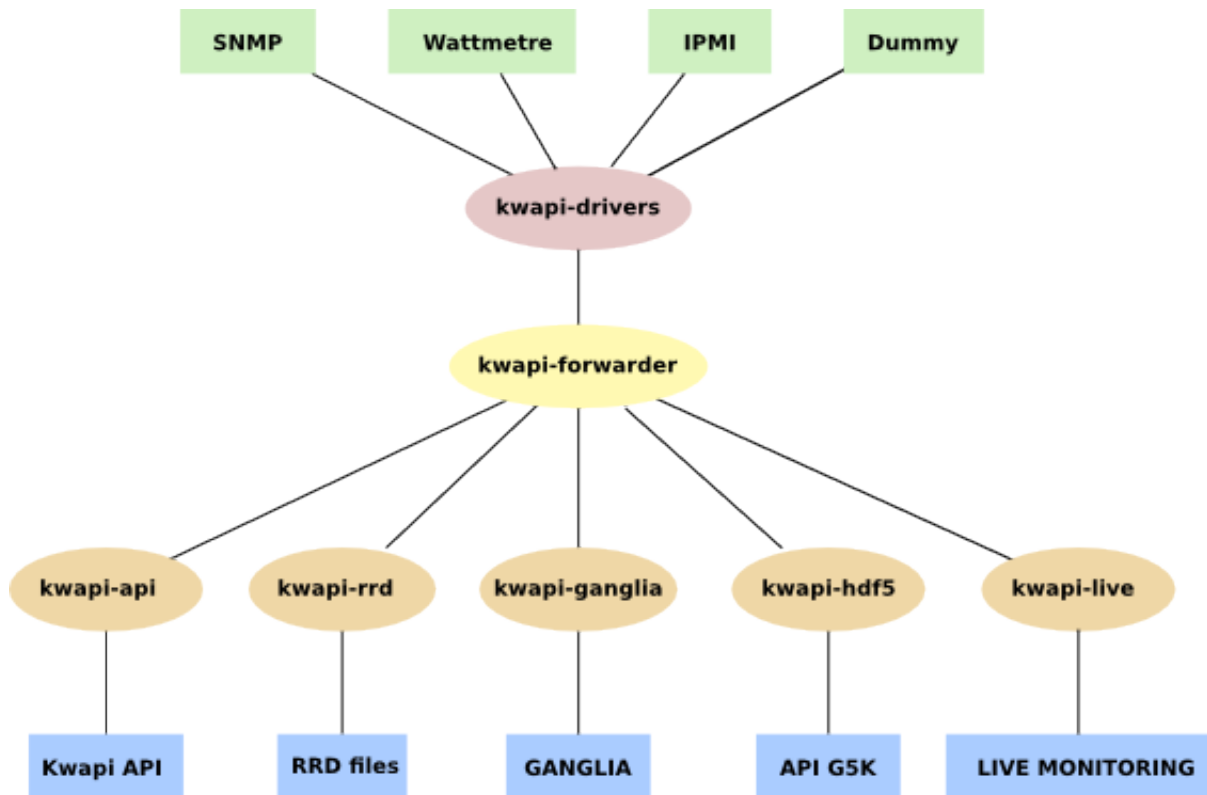 SNMP
Wattmetre
IPMI
Dummy
kwapi-drivers
kwapi-forwarder
kwapi-api
kwapi-rrd
kwapi-ganglia
kwapi-hdf5
kwapi-live
Kwapi API
RRD files
GANGLIA
API G5K
LIVE MONITORING